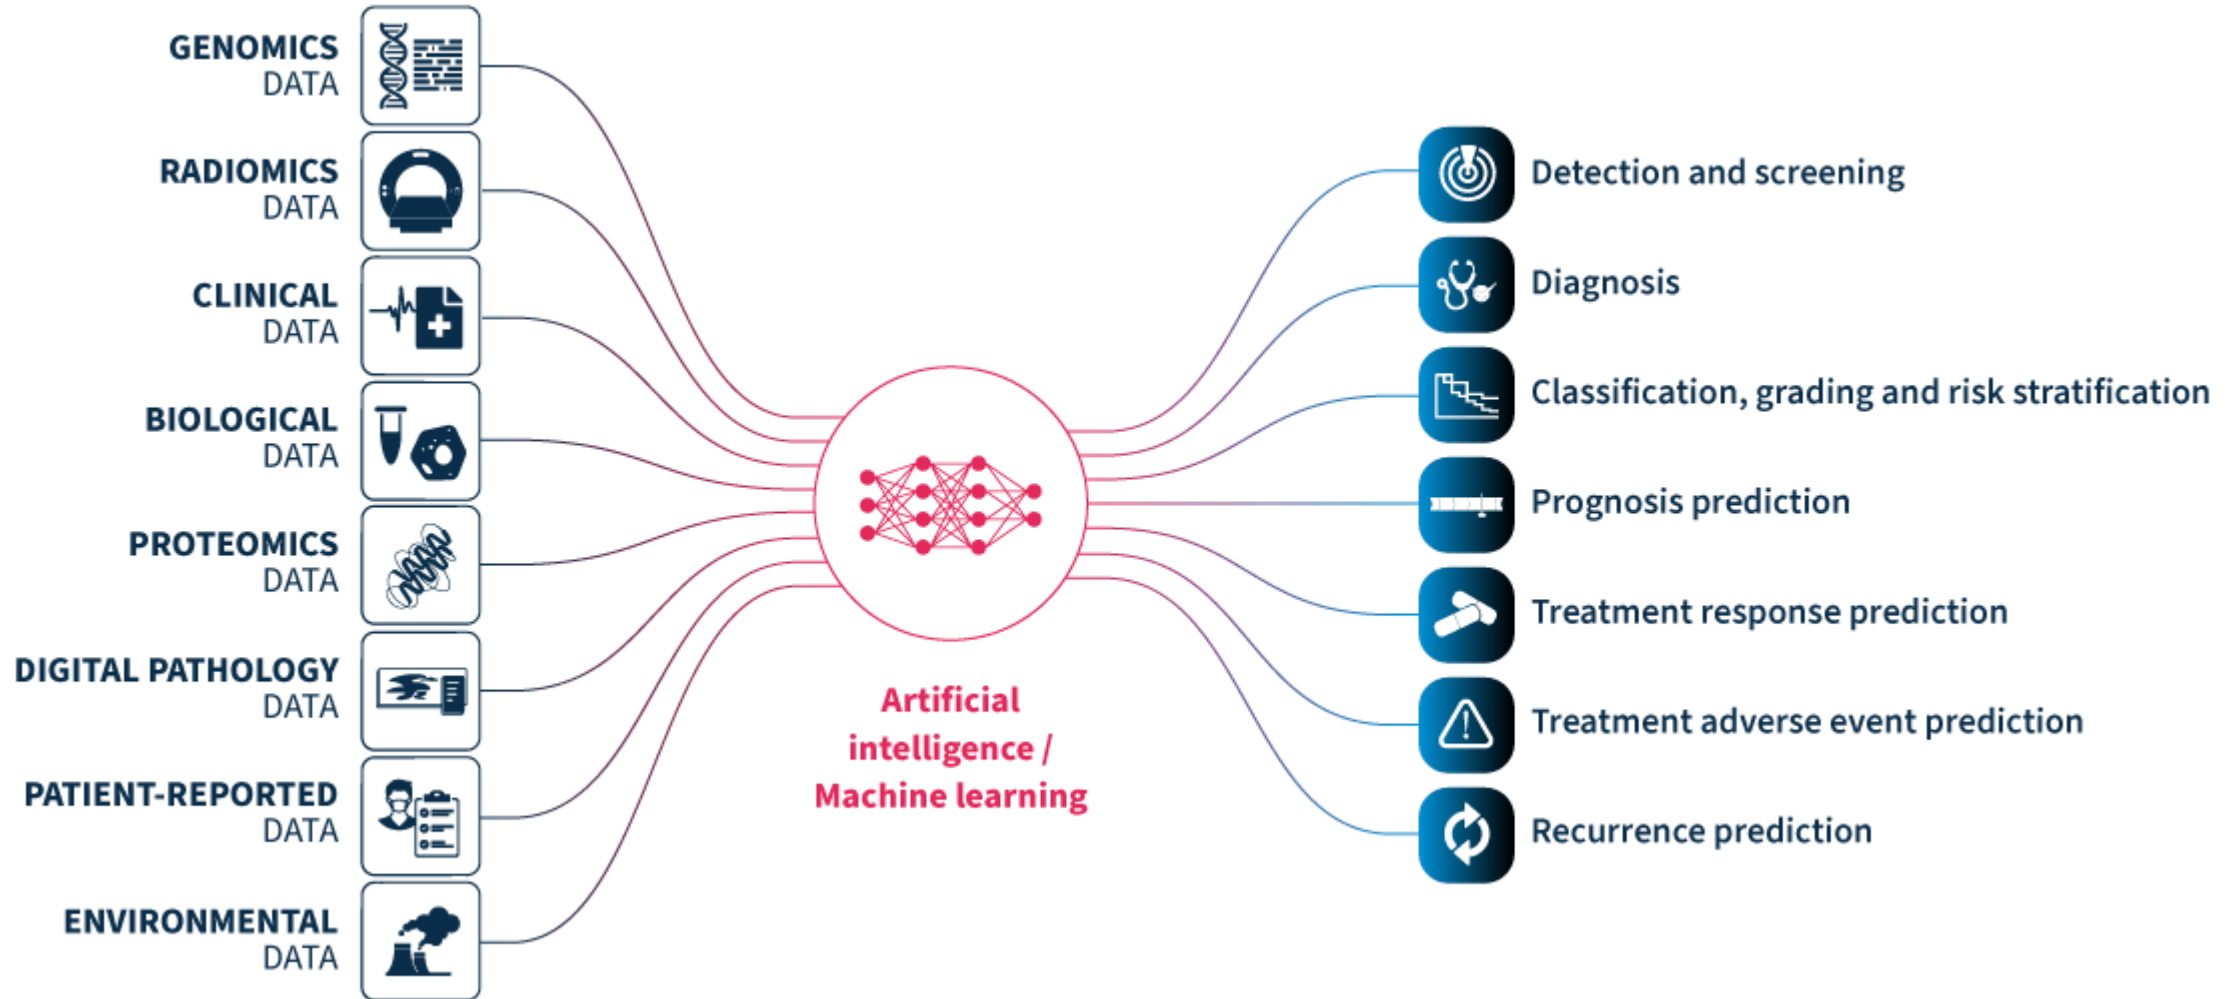 GENOMICS
DATA
RADIOMICS
DATA
CLINICAL
DATA
BIOLOGICAL
DATA
PROTEOMICS
DATA
DIGITAL PATHOLOGY
DATA
PATIENT-REPORTED
DATA
ENVIRONMENTAL
DATA
Artificial
intelligence /
Machine learning
Detection and screening
Diagnosis
Classification, grading and risk stratification
Prognosis prediction
Treatment response prediction
Treatment adverse event prediction
Recurrence prediction